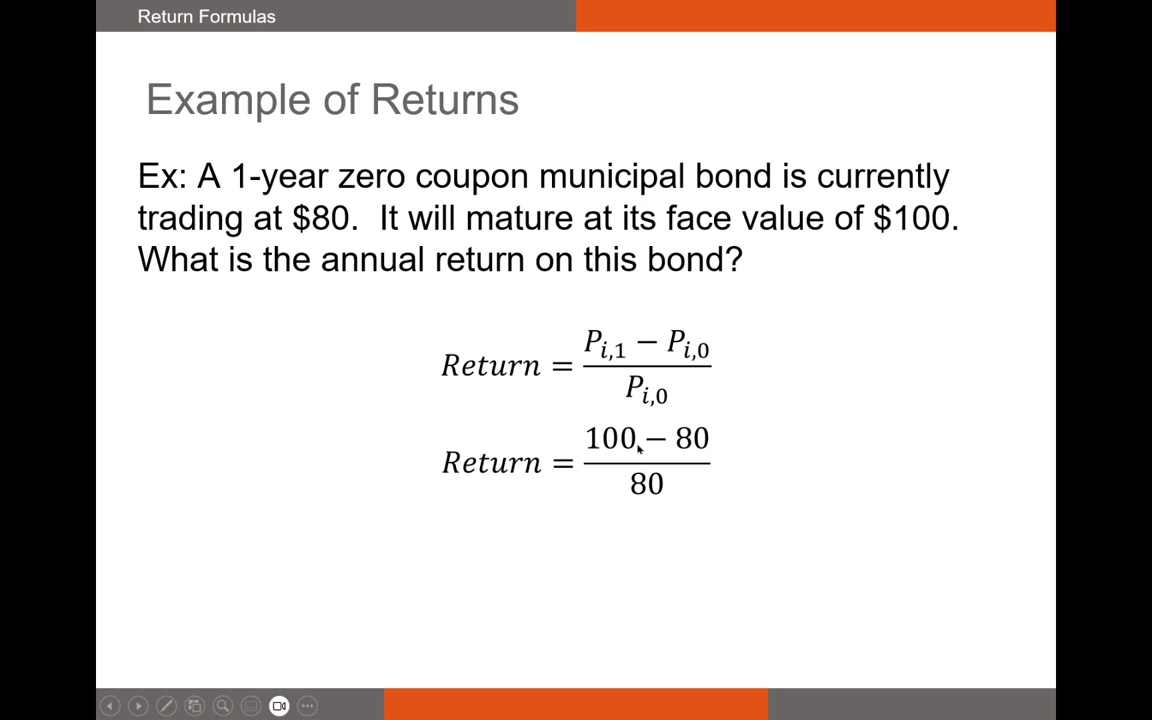 Return Formulas
Example of Returns
Ex: A 1-year zero coupon municipal bond is currently
trading at $80.  It will mature at its face value of $100.
What is the annual return on this bond?
Return = (P_{i,1} − P_{i,0}) / P_{i,0}
Return = (100 − 80) / 80